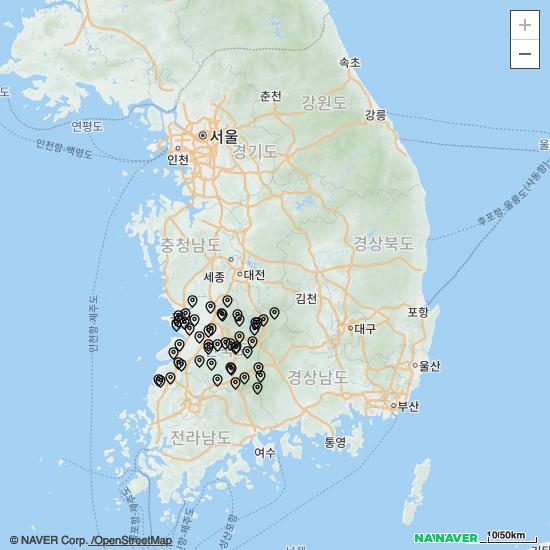 +
−
속초
춘천
강원도
강릉
도
연평도
서울
인천항-백령도
인천
경기도
울
후포항-울릉도(사동항)
충청남도
경상북도
세종
대전
인천항-제주도
김천
포항
대구
울산
경상남도
부산
전라남도
여수
통영
© NAVER Corp. /OpenStreetMap
NAVER
10/50km